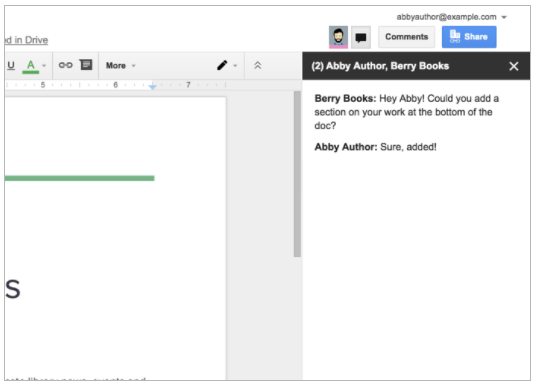 abbyauthor@example.com
ed in Drive
Comments
Share
U A
More
(2) Abby Author, Berry Books
5 6 7
Berry Books: Hey Abby! Could you add a
section on your work at the bottom of the
doc?
Abby Author: Sure, added!
s